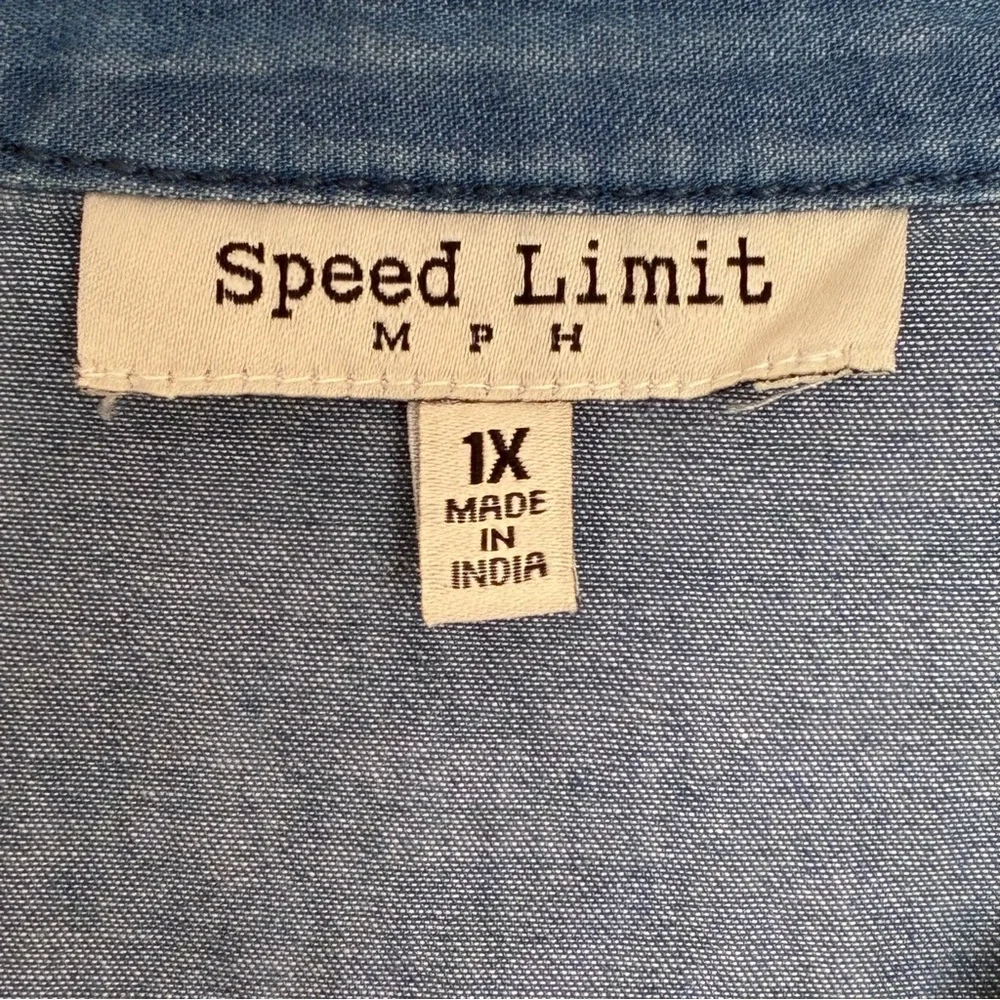 Speed Limit
M P H
1X
MADE
IN
INDIA